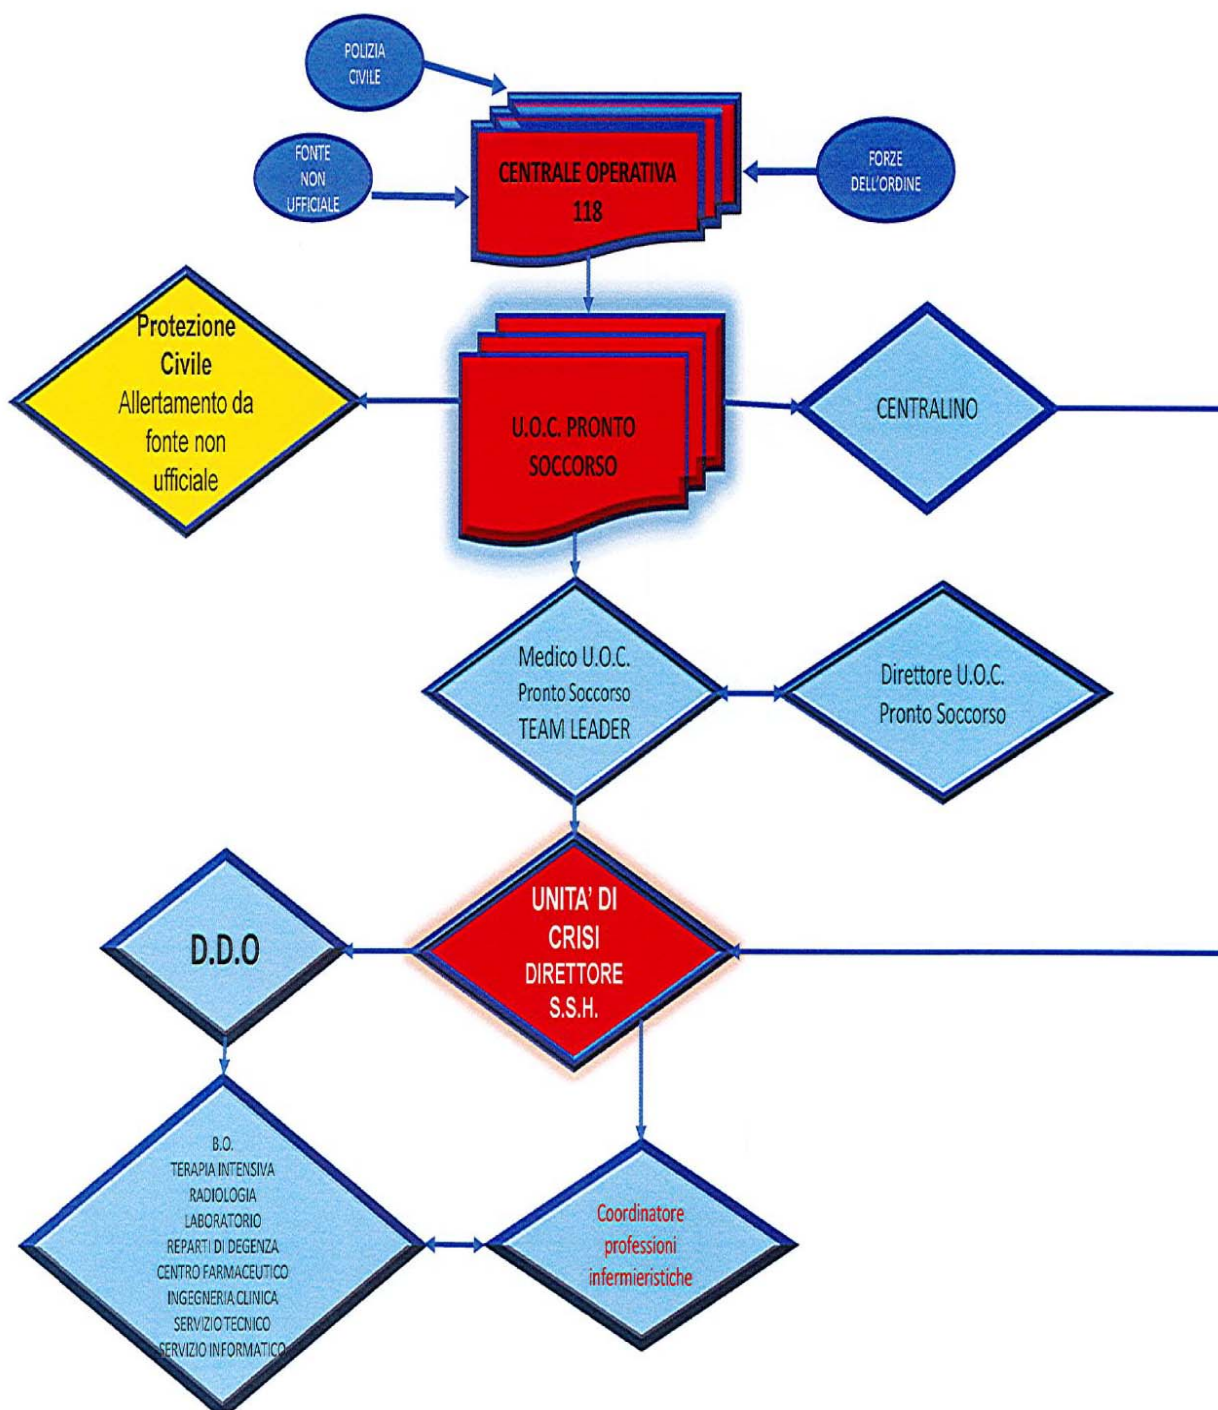 POLIZIA
CIVILE
FONTE
NON
UFFICIALE
CENTRALE OPERATIVA
118
FORZE
DELL'ORDINE
Protezione
Civile
Allertamento da
fonte non
ufficiale
U.O.C. PRONTO
SOCCORSO
CENTRALINO
Medico U.O.C.
Pronto Soccorso
TEAM LEADER
Direttore U.O.C.
Pronto Soccorso
UNITA' DI
CRISI
DIRETTORE
S.S.H.
D.D.O
B.O.
TERAPIA INTENSIVA
RADIOLOGIA
LABORATORIO
REPARTI DI DEGENZA
CENTRO FARMACEUTICO
INGEGNERIA CLINICA
SERVIZIO TECNICO
SERVIZIO INFORMATICO
Coordinatore
professioni
infermieristiche